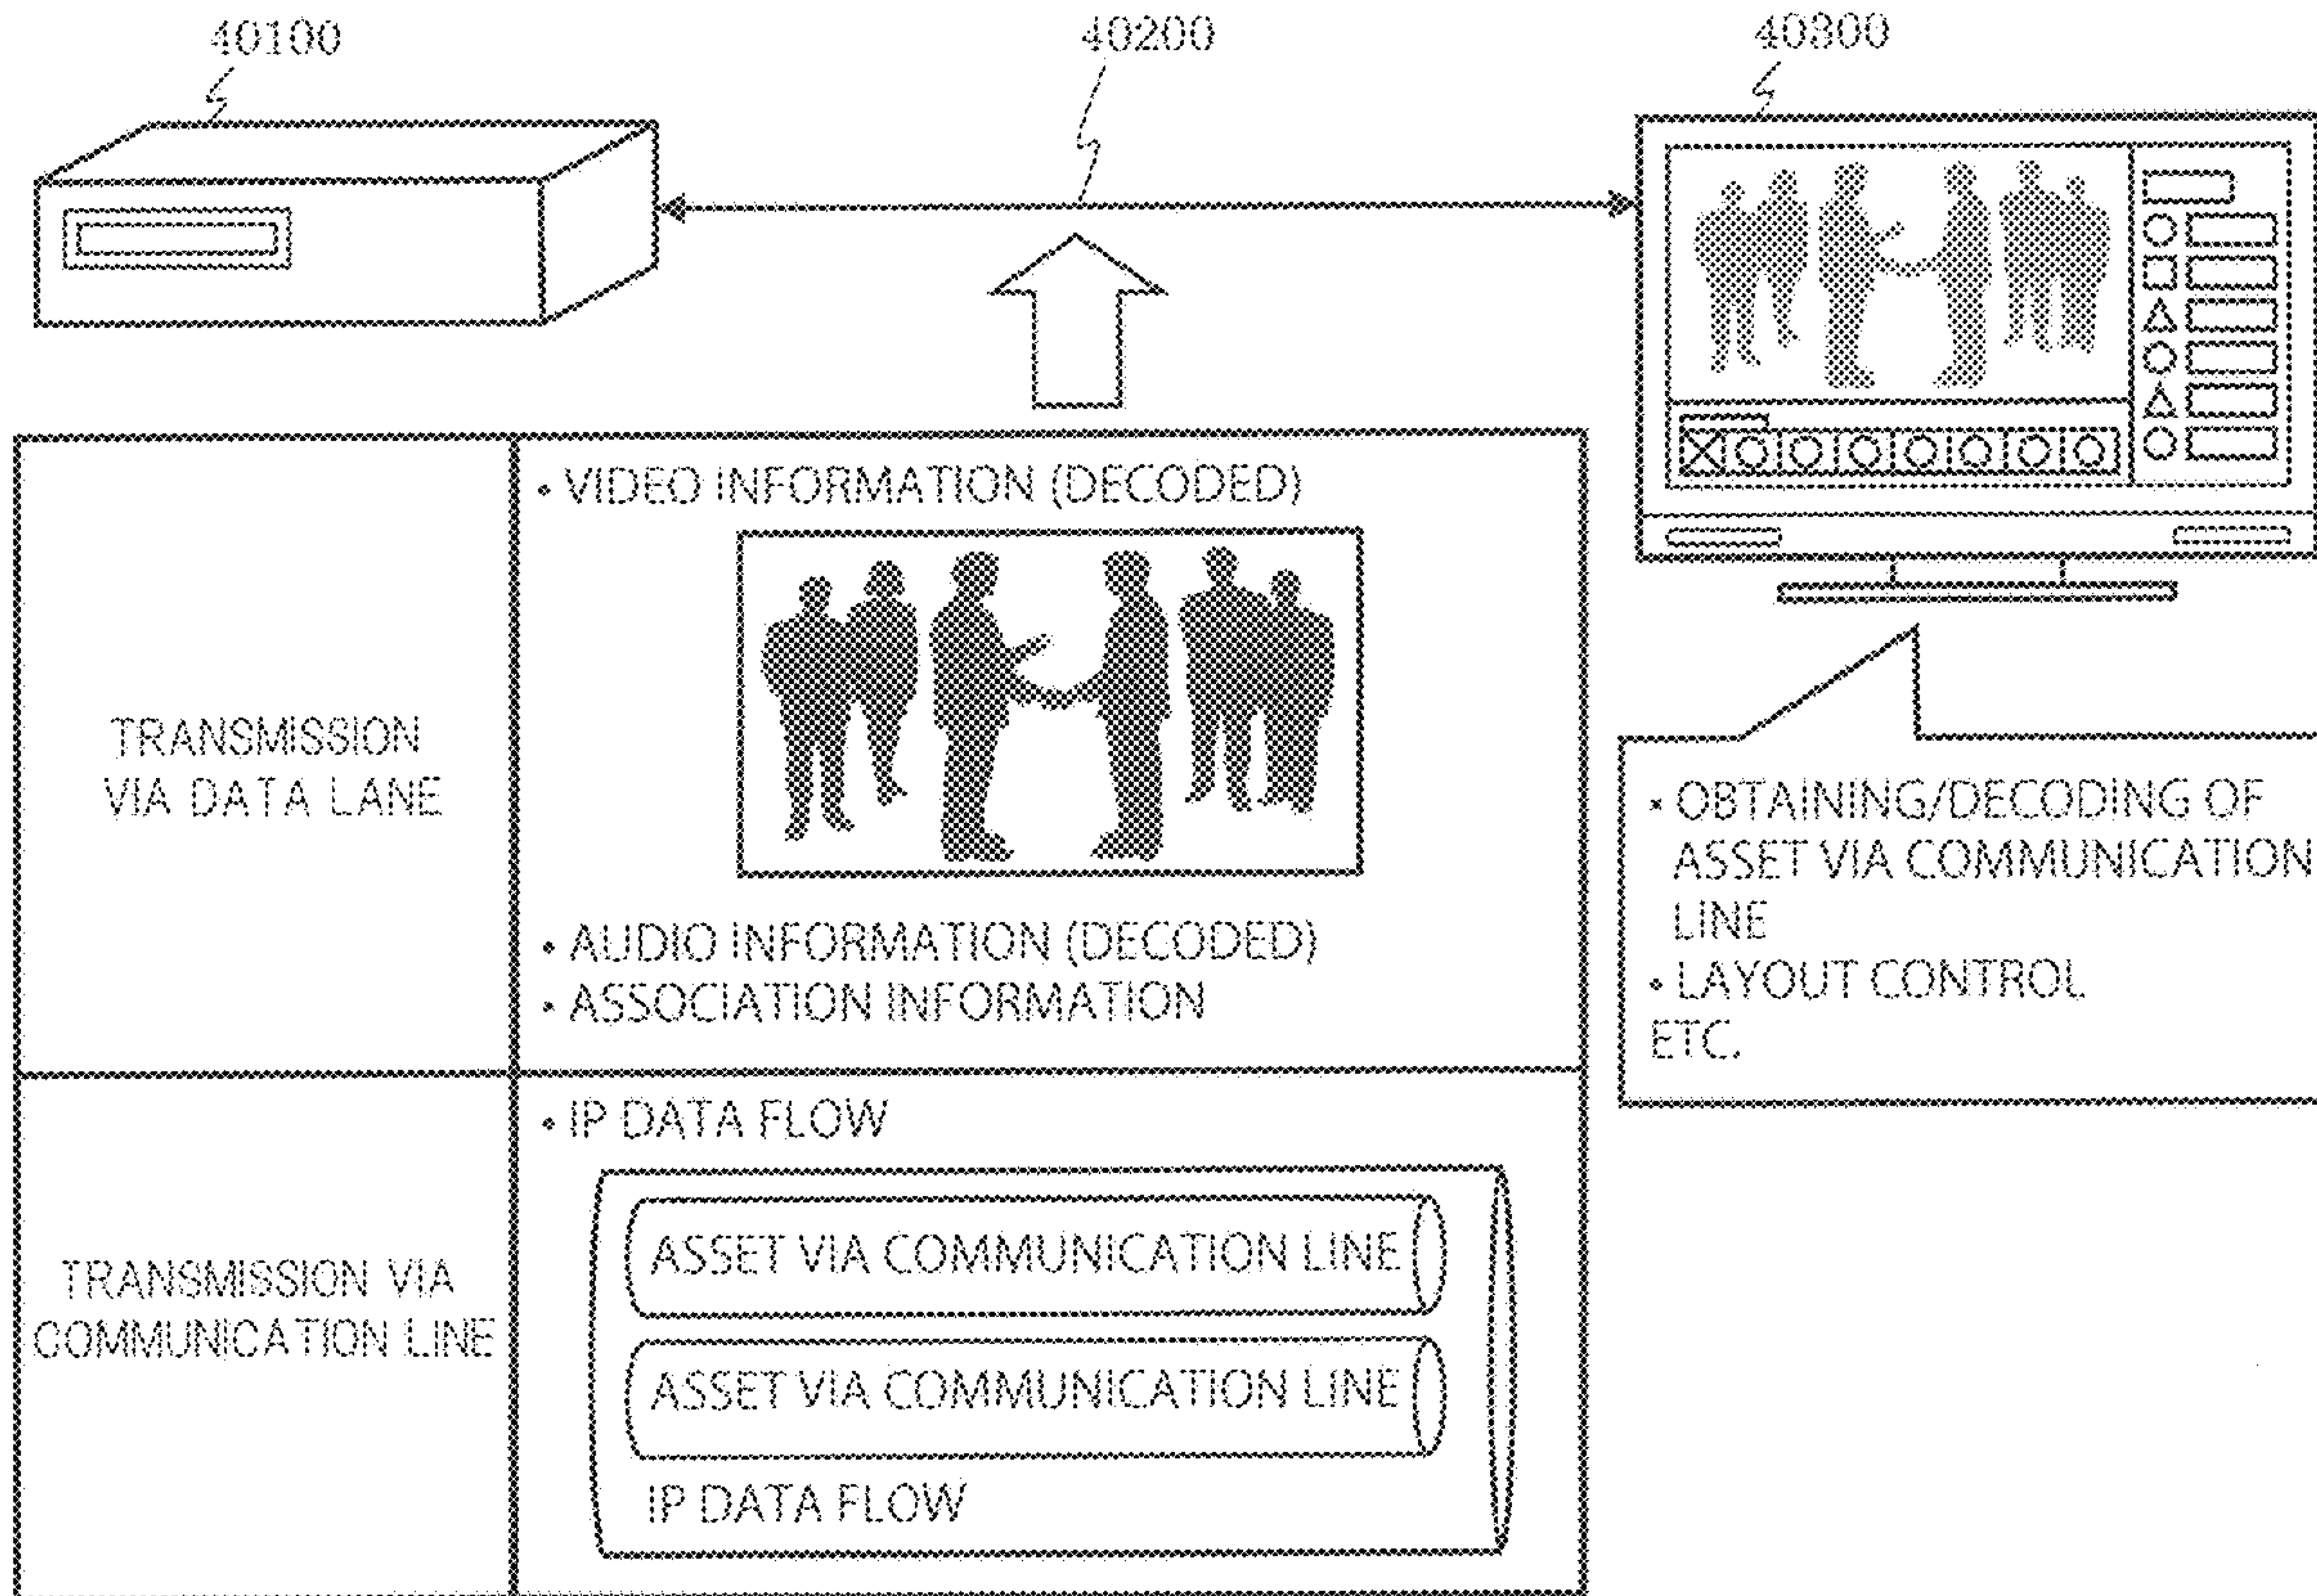 40100
40200
40300
TRANSMISSION
VIA DATA LANE
• VIDEO INFORMATION (DECODED)
• AUDIO INFORMATION (DECODED)
• ASSOCIATION INFORMATION
TRANSMISSION VIA
COMMUNICATION LINE
• IP DATA FLOW
ASSET VIA COMMUNICATION LINE
ASSET VIA COMMUNICATION LINE
IP DATA FLOW
• OBTAINING/DECODING OF
ASSET VIA COMMUNICATION
LINE
• LAYOUT CONTROL
ETC.